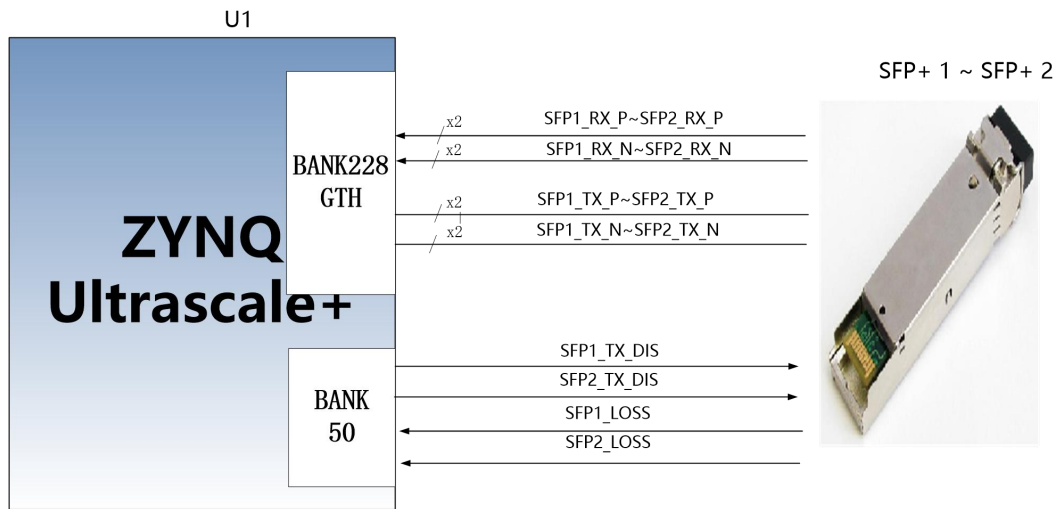 U1
SFP+ 1 ~ SFP+ 2
x2
SFP1_RX_P~SFP2_RX_P
x2
SFP1_RX_N~SFP2_RX_N
BANK228
GTH
x2
SFP1_TX_P~SFP2_TX_P
x2
SFP1_TX_N~SFP2_TX_N
ZYNQ
Ultrascale+
SFP1_TX_DIS
SFP2_TX_DIS
BANK
50
SFP1_LOSS
SFP2_LOSS